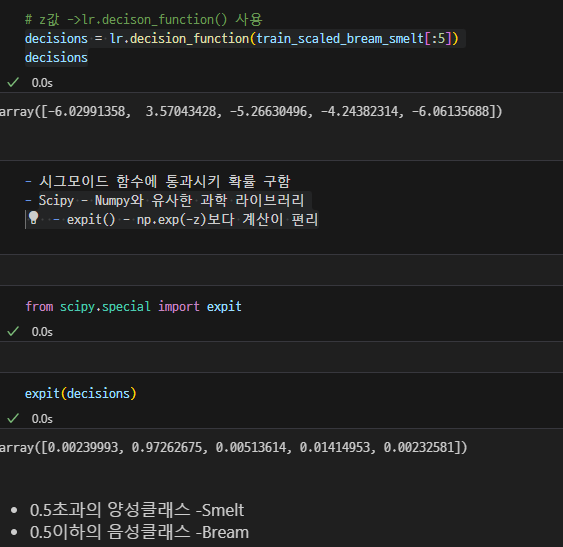 # z값 ->lr.decison_function() 사용
decisions = lr.decision_function(train_scaled_bream_smelt[:5])
decisions
0.0s
array([-6.02991358,  3.57043428, -5.26630496, -4.24382314, -6.06135688])
- 시그모이드 함수에 통과시키 확률 구함
- Scipy - Numpy와 유사한 과학 라이브러리
- expit() - np.exp(-z)보다 계산이 편리
from scipy.special import expit
0.0s
expit(decisions)
0.0s
array([0.00239993, 0.97262675, 0.00513614, 0.01414953, 0.00232581])
• 0.5초과의 양성클래스 -Smelt
• 0.5이하의 음성클래스 -Bream